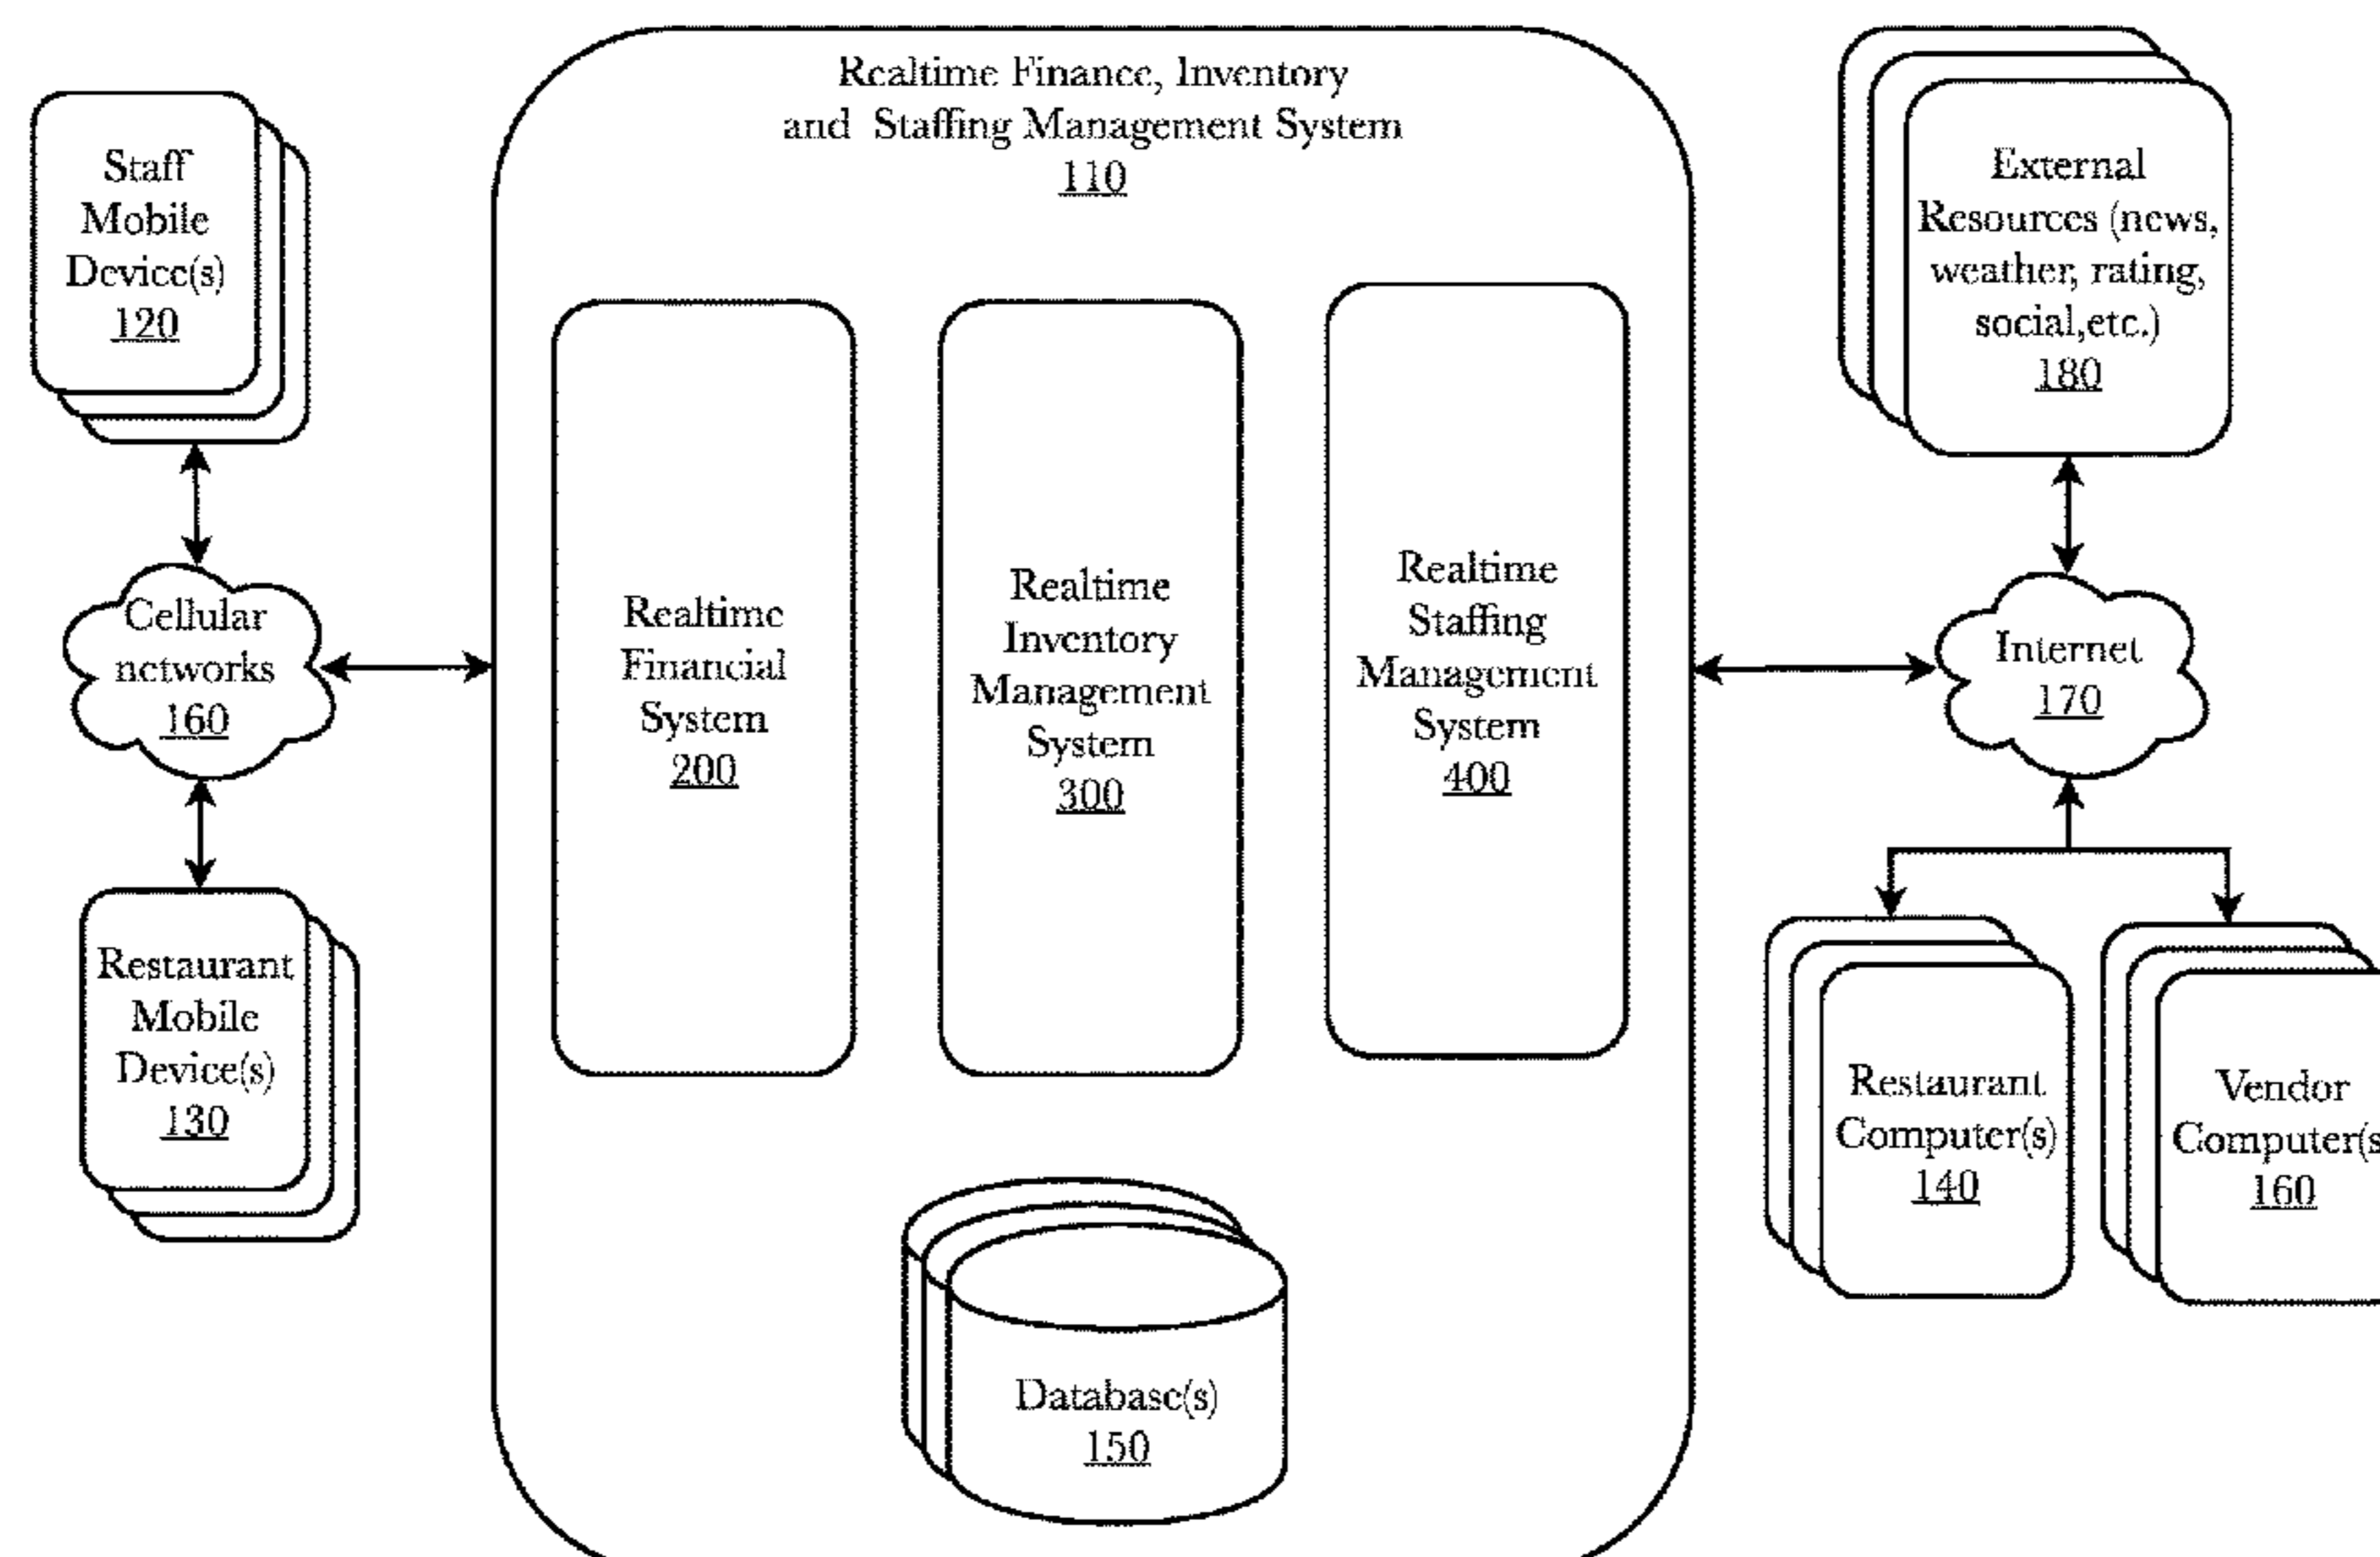 Realtime Finance, Inventory
and Staffing Management System
110
Staff
Mobile
Device(s)
120
Cellular
networks
160
Restaurant
Mobile
Device(s)
130
Realtime
Financial
System
200
Realtime
Inventory
Management
System
300
Realtime
Staffing
Management
System
400
Database(s)
150
External
Resources (news,
weather, rating,
social,etc.)
180
Internet
170
Restaurant
Computer(s)
140
Vendor
Computer(s
160